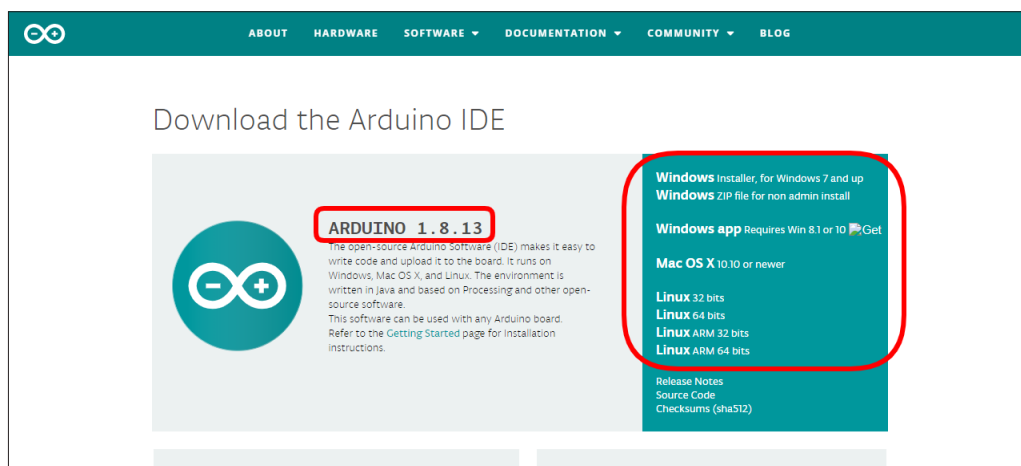 ABOUT HARDWARE SOFTWARE DOCUMENTATION COMMUNITY BLOG
Download the Arduino IDE
ARDUINO 1.8.13
The open-source Arduino Software (IDE) makes it easy to
write code and upload it to the board. It runs on
Windows, Mac OS X, and Linux. The environment is
written in Java and based on Processing and other open-
source software.
This software can be used with any Arduino board.
Refer to the Getting Started page for Installation
instructions.
Windows Installer, for Windows 7 and up
Windows ZIP file for non admin install
Windows app Requires Win 8.1 or 10 Get
Mac OS X 10.10 or newer
Linux 32 bits
Linux 64 bits
Linux ARM 32 bits
Linux ARM 64 bits
Release Notes
Source Code
Checksums (sha512)